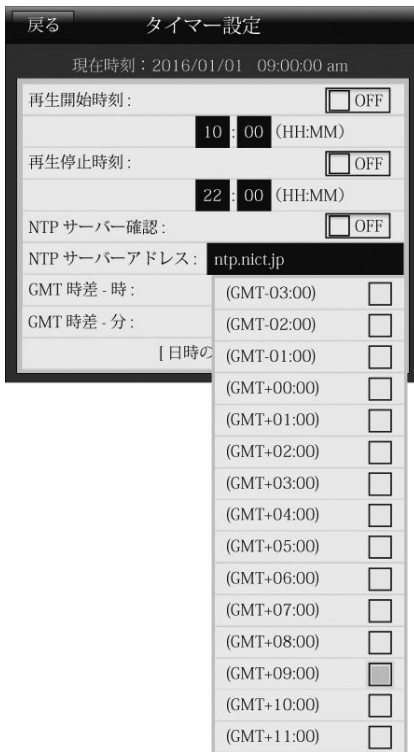 戻る タイマー設定
現在時刻：2016/01/01 09:00:00 am
再生開始時刻： OFF
10 : 00 (HH:MM)
再生停止時刻： OFF
22 : 00 (HH:MM)
NTP サーバー確認： OFF
NTP サーバーアドレス： ntp.nict.jp
GMT 時差 - 時：
GMT 時差 - 分：
[ 日時の
(GMT-03:00)
(GMT-02:00)
(GMT-01:00)
(GMT+00:00)
(GMT+01:00)
(GMT+02:00)
(GMT+03:00)
(GMT+04:00)
(GMT+05:00)
(GMT+06:00)
(GMT+07:00)
(GMT+08:00)
(GMT+09:00)
(GMT+10:00)
(GMT+11:00)